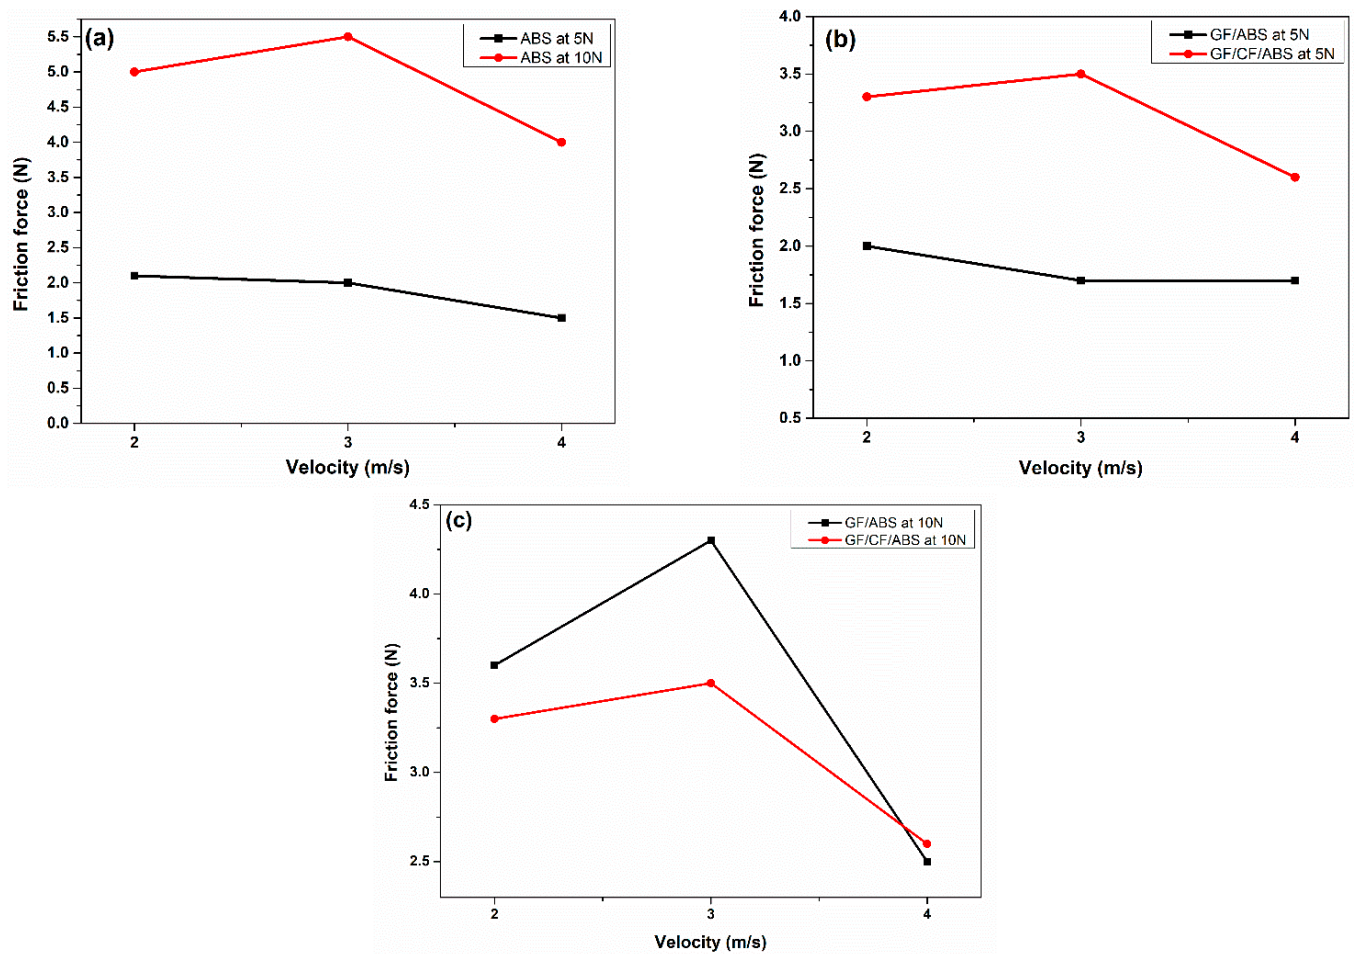 (a)
ABS at 5N
ABS at 10N
5.5
5.0
4.5
4.0
3.5
3.0
2.5
2.0
1.5
1.0
0.5
0.0
Friction force (N)
2
3
4
Velocity (m/s)
(b)
GF/ABS at 5N
GF/CF/ABS at 5N
4.0
3.5
3.0
2.5
2.0
1.5
1.0
0.5
Friction force (N)
2
3
4
Velocity (m/s)
(c)
GF/ABS at 10N
GF/CF/ABS at 10N
4.5
4.0
3.5
3.0
2.5
Friction force (N)
2
3
4
Velocity (m/s)